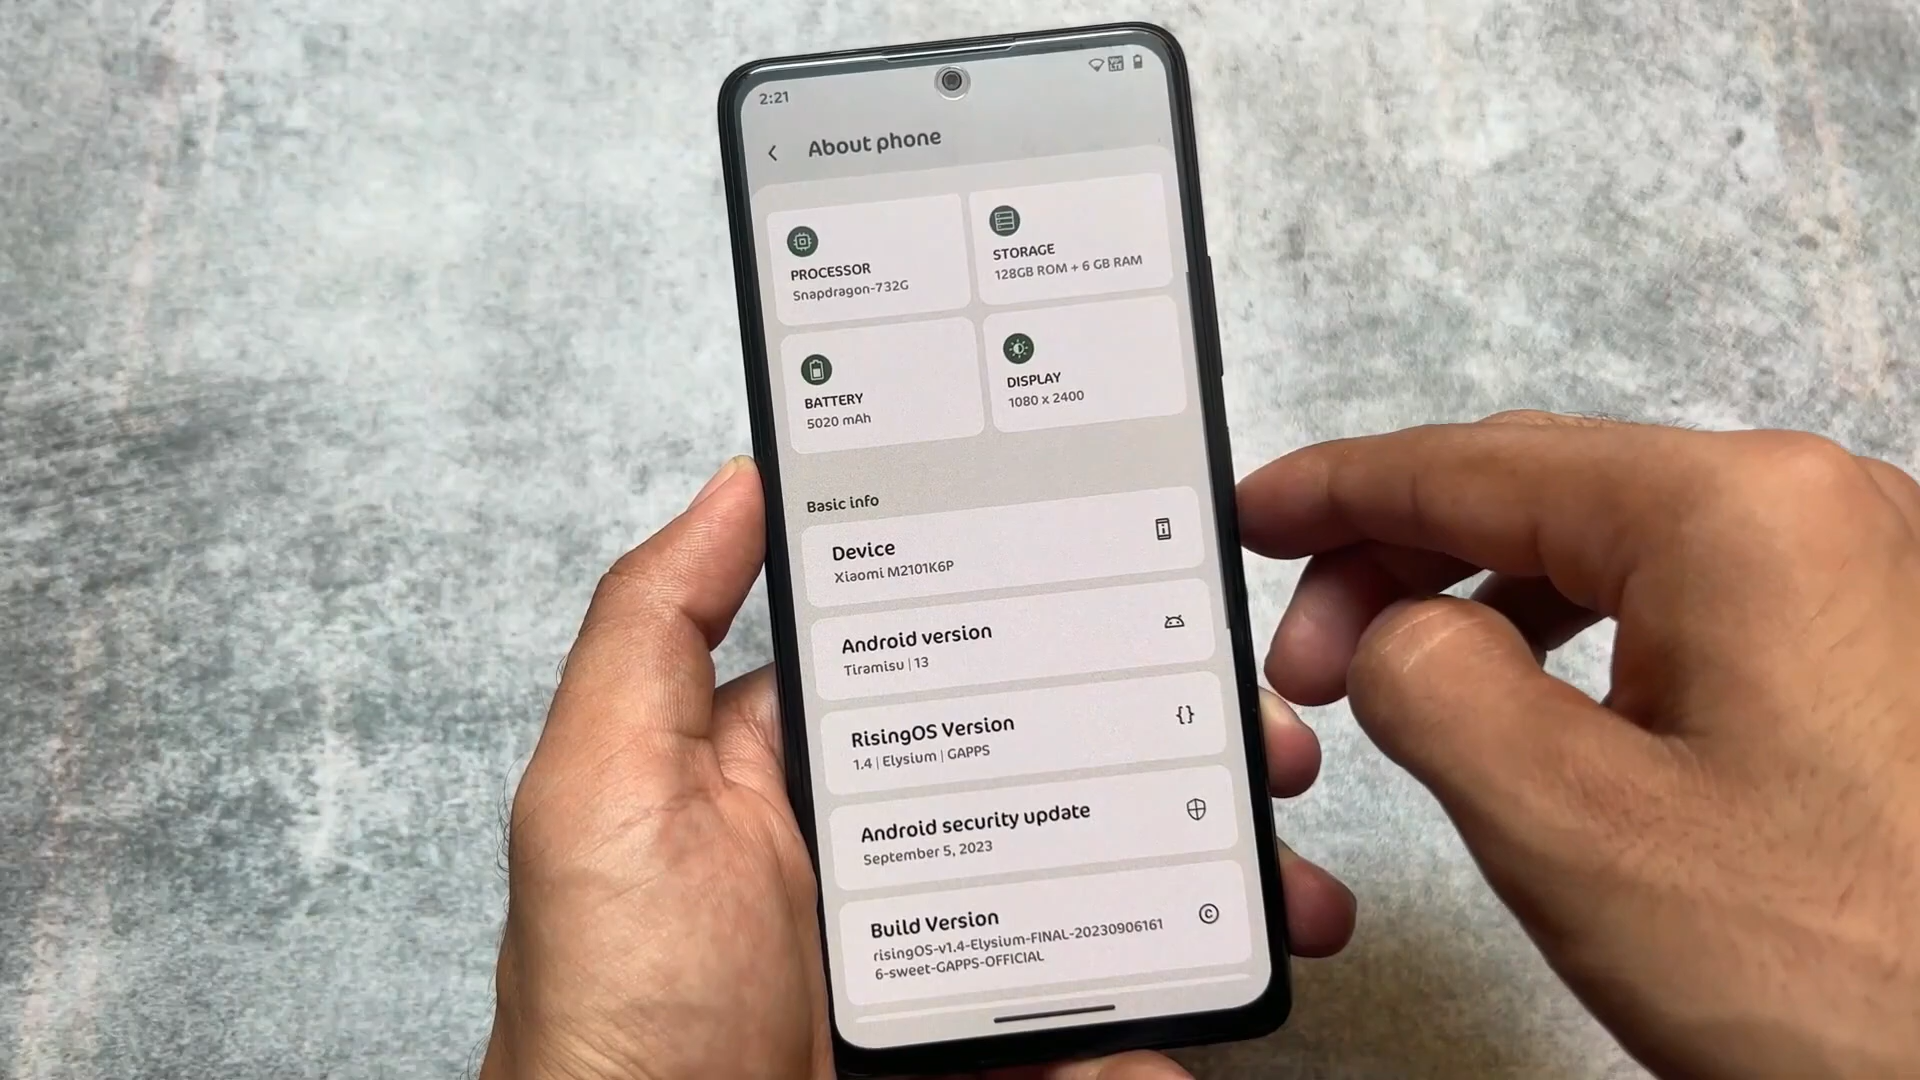 2:21
About phone
PROCESSOR
Snapdragon-732G
STORAGE
128GB ROM + 6 GB RAM
BATTERY
5020 mAh
DISPLAY
1080 x 2400
Basic info
Device
Xiaomi M2101K6P
Android version
Tiramisu | 13
RisingOS Version
{}
1.4 | Elysium | GAPPS
Android security update
September 5, 2023
Build Version
©
risingOS-v1.4-Elysium-FINAL-20230906161
6-sweet-GAPPS-OFFICIAL